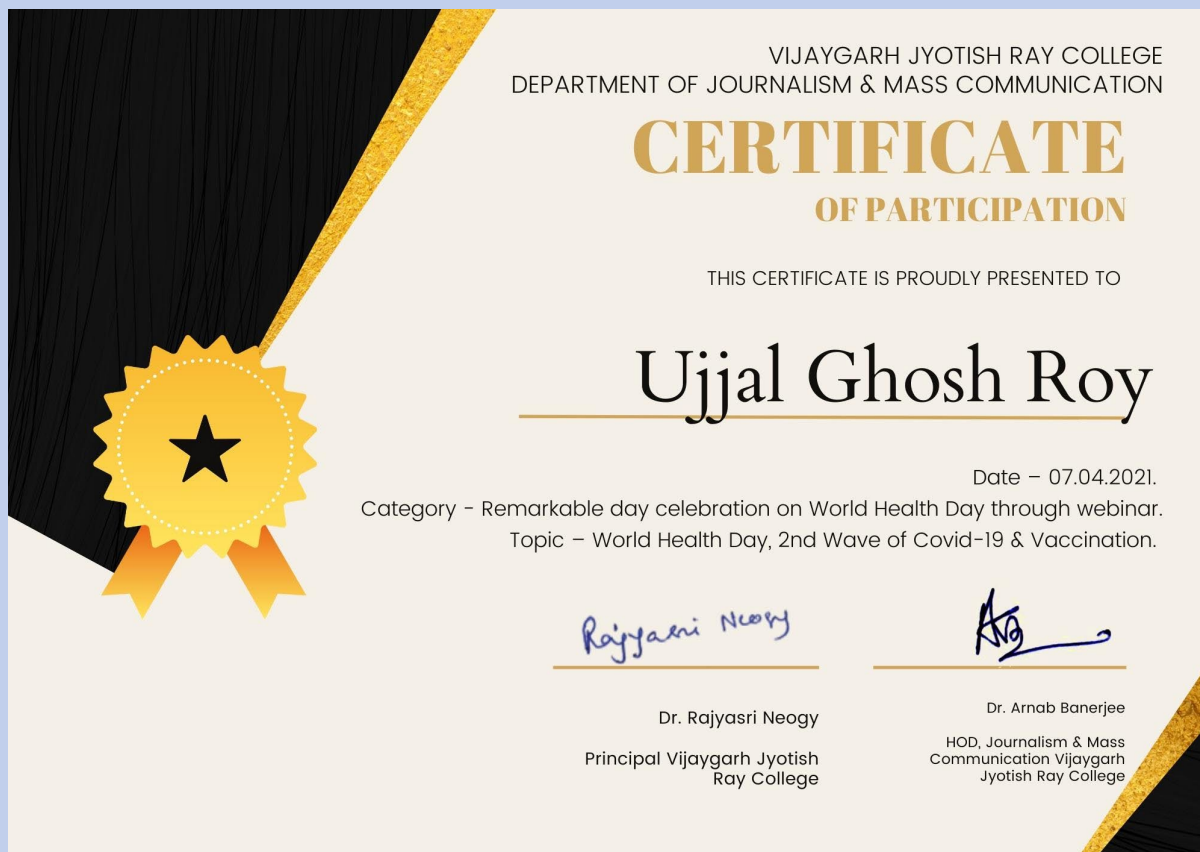 VIJAYGARH JYOTISH RAY COLLEGE
DEPARTMENT OF JOURNALISM & MASS COMMUNICATION
CERTIFICATE
OF PARTICIPATION
THIS CERTIFICATE IS PROUDLY PRESENTED TO
Ujjal Ghosh Roy
Date – 07.04.2021.
Category - Remarkable day celebration on World Health Day through webinar.
Topic – World Health Day, 2nd Wave of Covid-19 & Vaccination.
Rajyasri Neogy
Dr. Rajyasri Neogy
Principal Vijaygarh Jyotish
Ray College
Dr. Arnab Banerjee
HOD, Journalism & Mass
Communication Vijaygarh
Jyotish Ray College